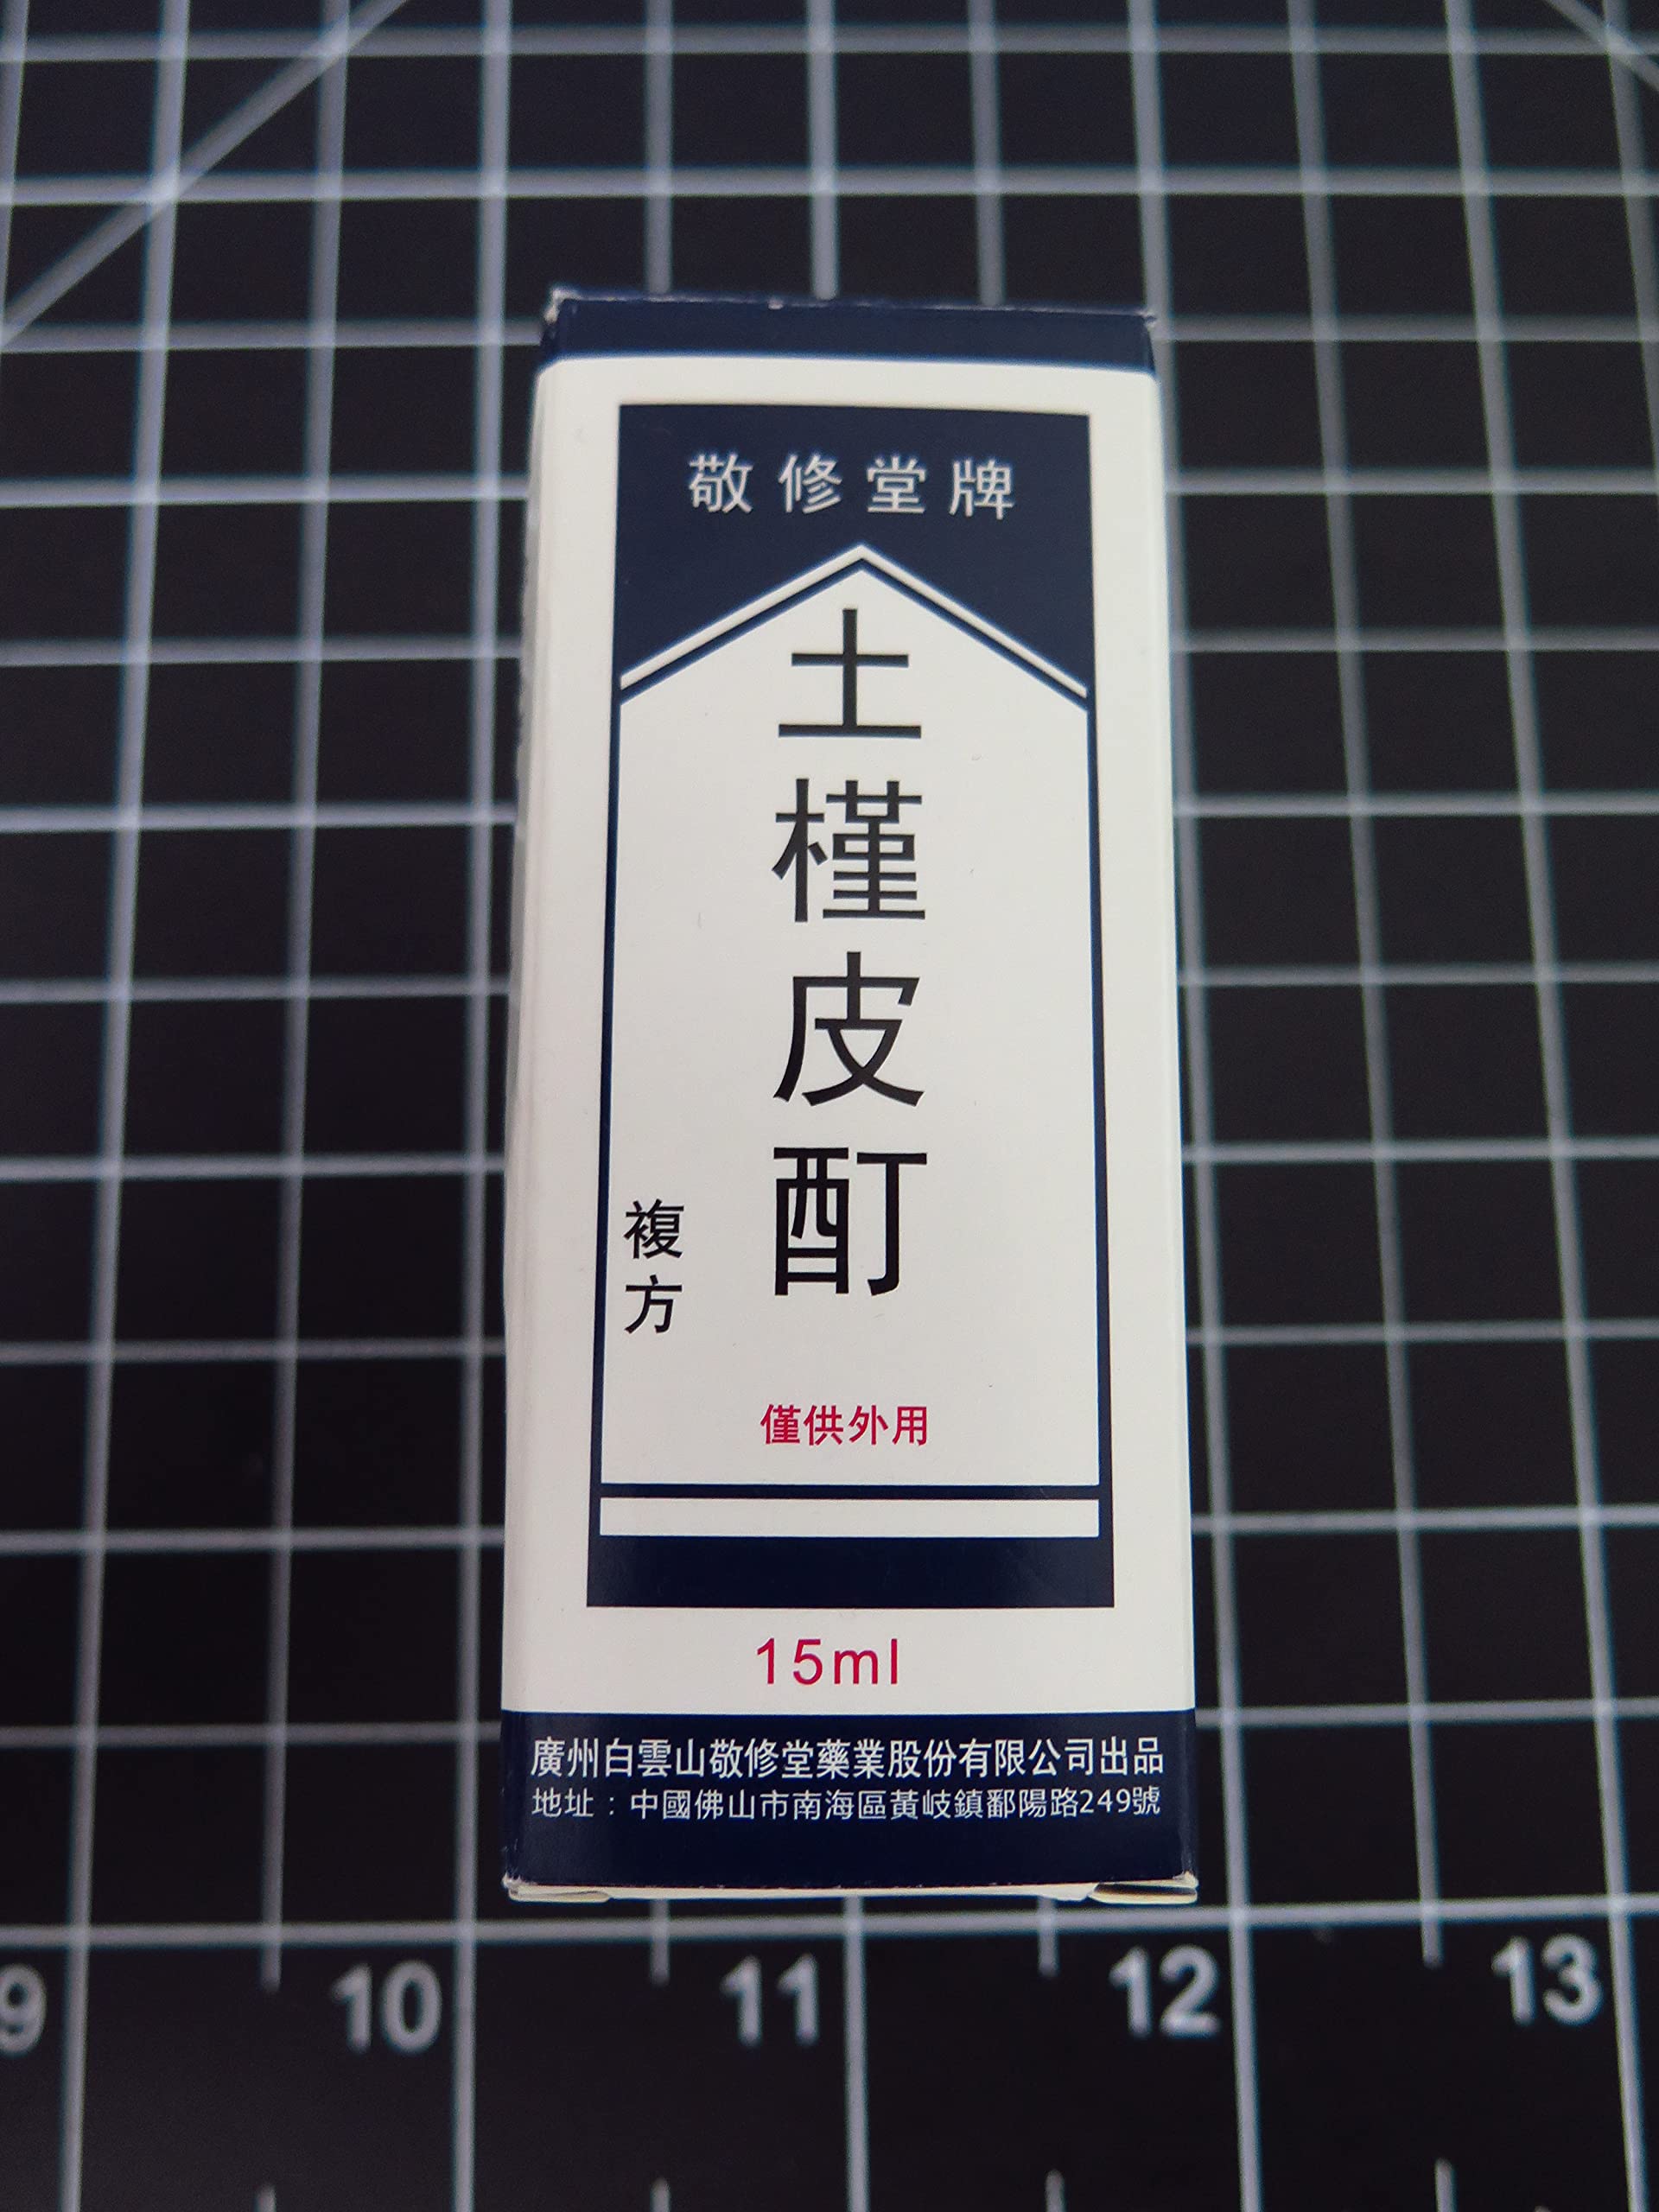 敬修堂牌
土槿皮酊
複方
僅供外用
15ml
廣州白雲山敬修堂藥業股份有限公司出品
地址：中國佛山市南海區黃岐鎮鄱陽路249號
9 10 11 12 13